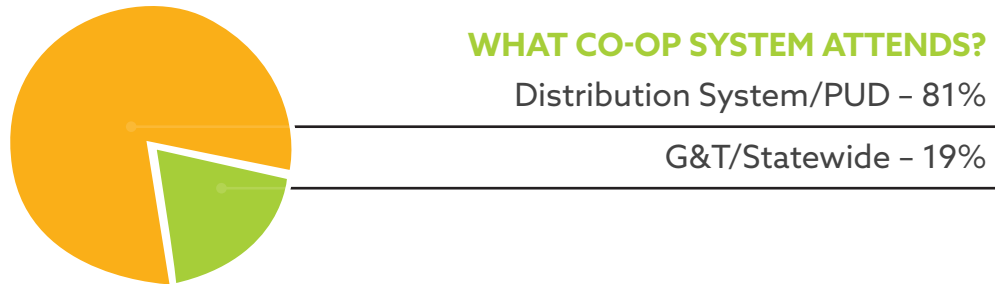 WHAT CO-OP SYSTEM ATTENDS?
Distribution System/PUD – 81%
G&T/Statewide – 19%